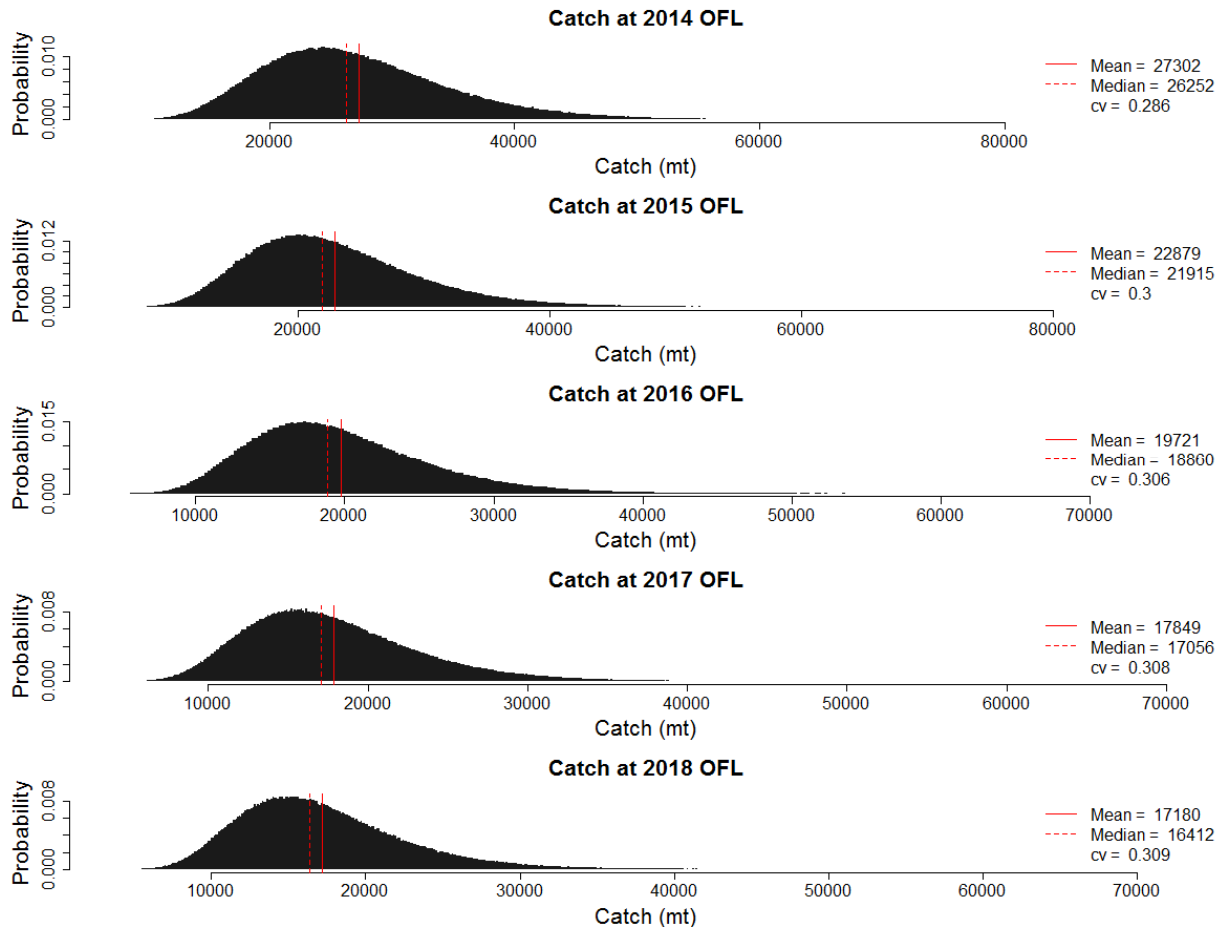 Catch at 2014 OFL
Probability
0.000 0.010
Mean = 27302
Median = 26252
cv = 0.286
20000 40000 60000 80000
Catch (mt)
Catch at 2015 OFL
Probability
0.000 0.012
Mean = 22879
Median = 21915
cv = 0.3
20000 40000 60000 80000
Catch (mt)
Catch at 2016 OFL
Probability
0.000 0.015
Mean = 19721
Median = 18860
cv = 0.306
10000 20000 30000 40000 50000 60000 70000
Catch (mt)
Catch at 2017 OFL
Probability
0.000 0.008
Mean = 17849
Median = 17056
cv = 0.308
10000 20000 30000 40000 50000 60000 70000
Catch (mt)
Catch at 2018 OFL
Probability
0.000 0.008
Mean = 17180
Median = 16412
cv = 0.309
10000 20000 30000 40000 50000 60000 70000
Catch (mt)